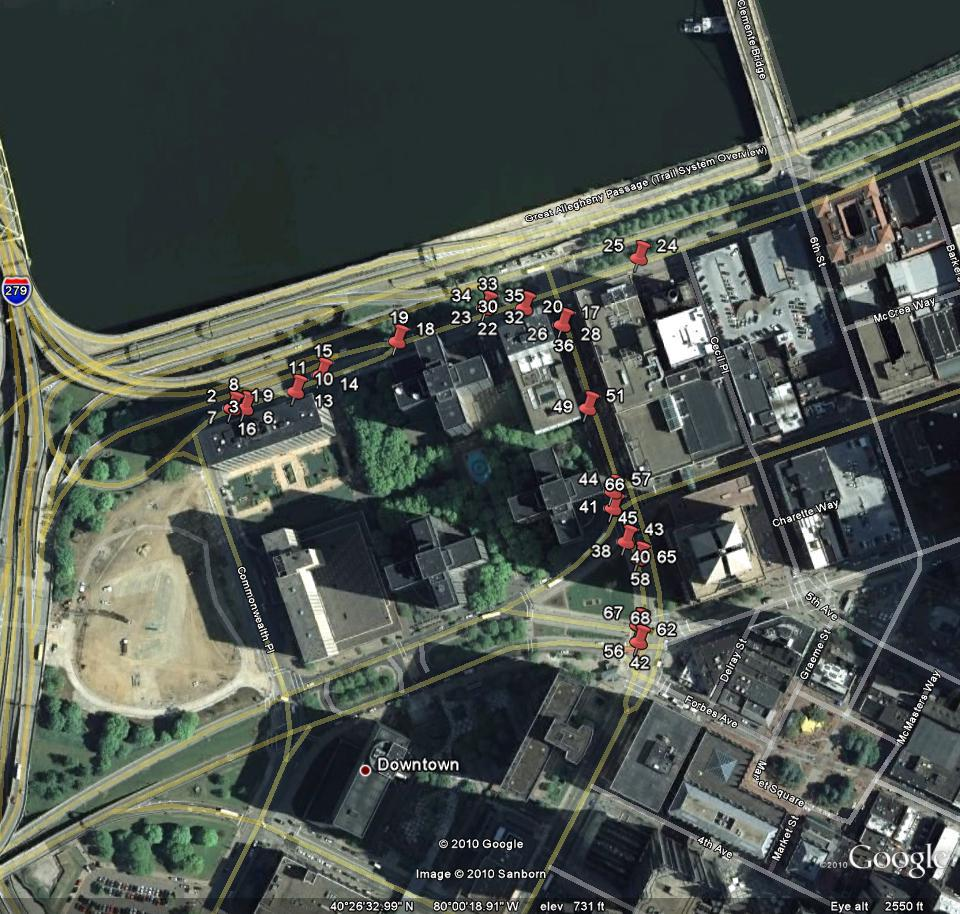 Clemente Bridge
Great Allegheny Passage (Trail System Overview)
279
25 24
6th St
Barkers
McCrea Way
Cecil Pl
33
34 35
30
23 32 20 17
22 26 28
36
19 18
15
11
10 14
13
8
2 1 9
3
7 6
16
51
49
44 66 57
41
45 43
38 40 65
58
Charette Way
Commonwealth Pl
67 68 62
56
42
5th Ave
Delray St
Graeme St
McMasters Way
Forbes Ave
Downtown
Market Square
Market St
4th Ave
© 2010 Google
Image © 2010 Sanborn
©2010 Google
40°26'32.99" N 80°00'18.91" W elev 731 ft Eye alt 2550 ft